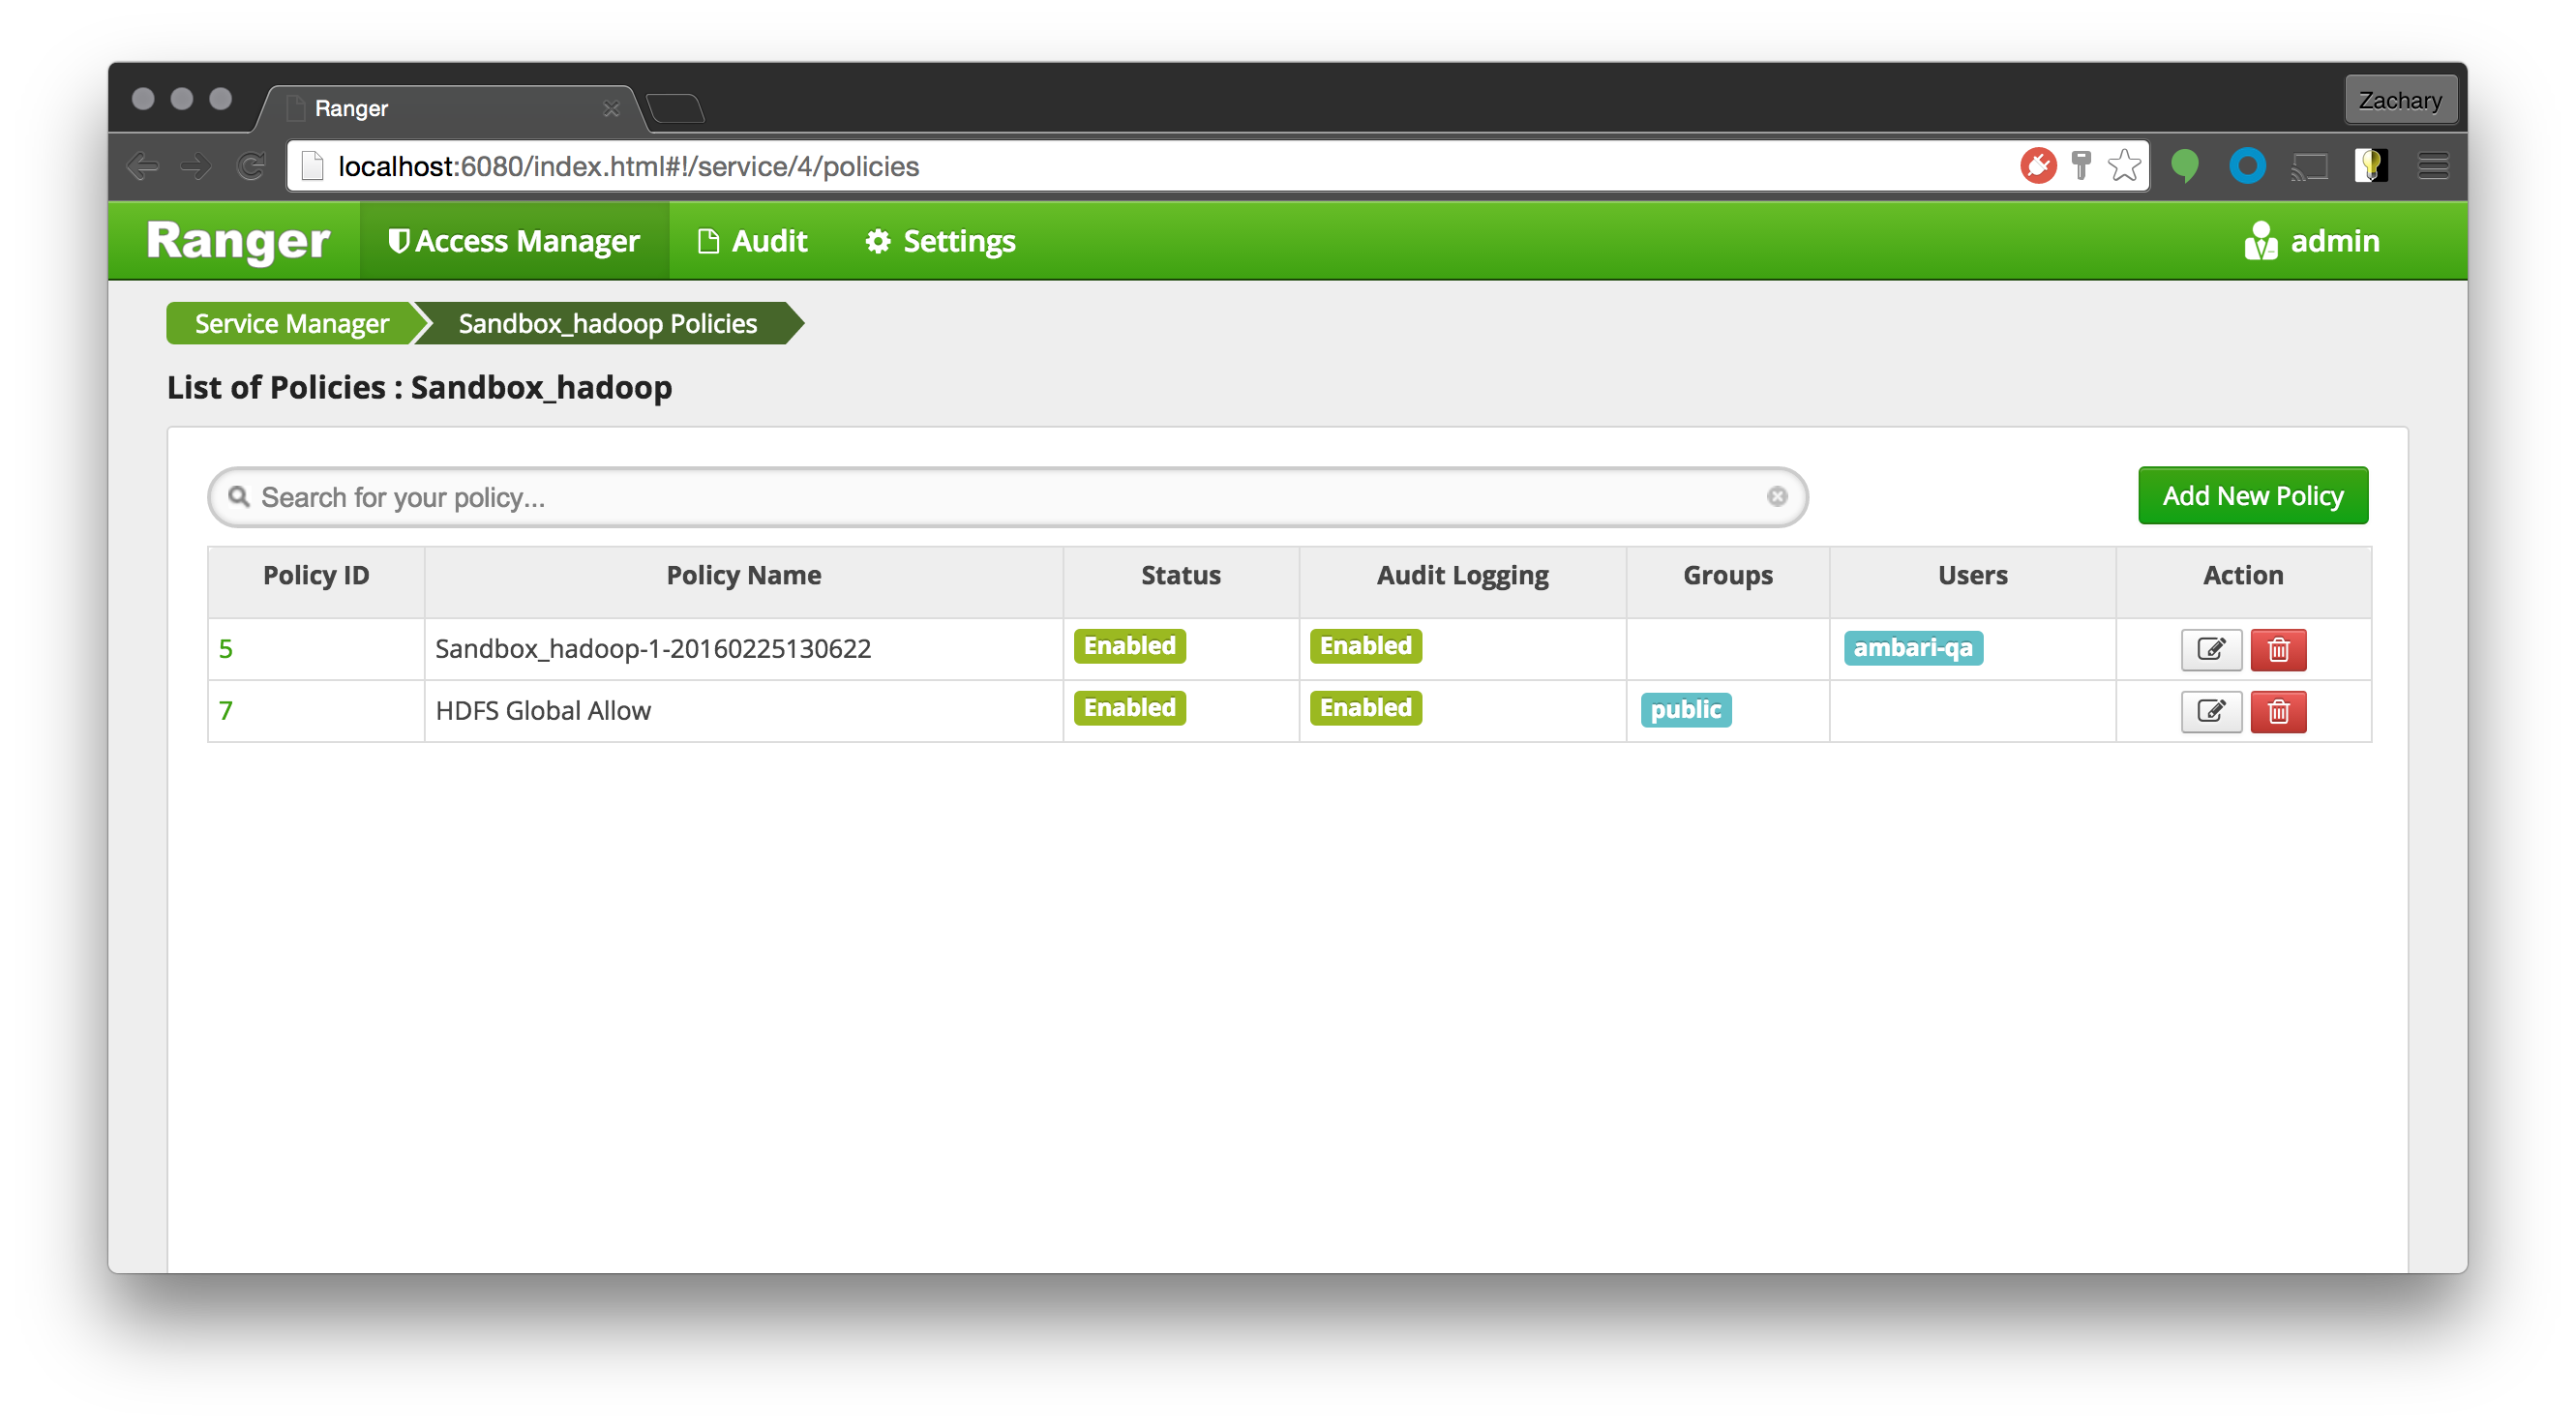 Ranger
Zachary
localhost:6080/index.html#!/service/4/policies
Ranger Access Manager Audit Settings admin
Service Manager Sandbox_hadoop Policies
List of Policies : Sandbox_hadoop
Search for your policy... Add New Policy
Policy ID Policy Name Status Audit Logging Groups Users Action
5 Sandbox_hadoop-1-20160225130622 Enabled Enabled ambari-qa
7 HDFS Global Allow Enabled Enabled public